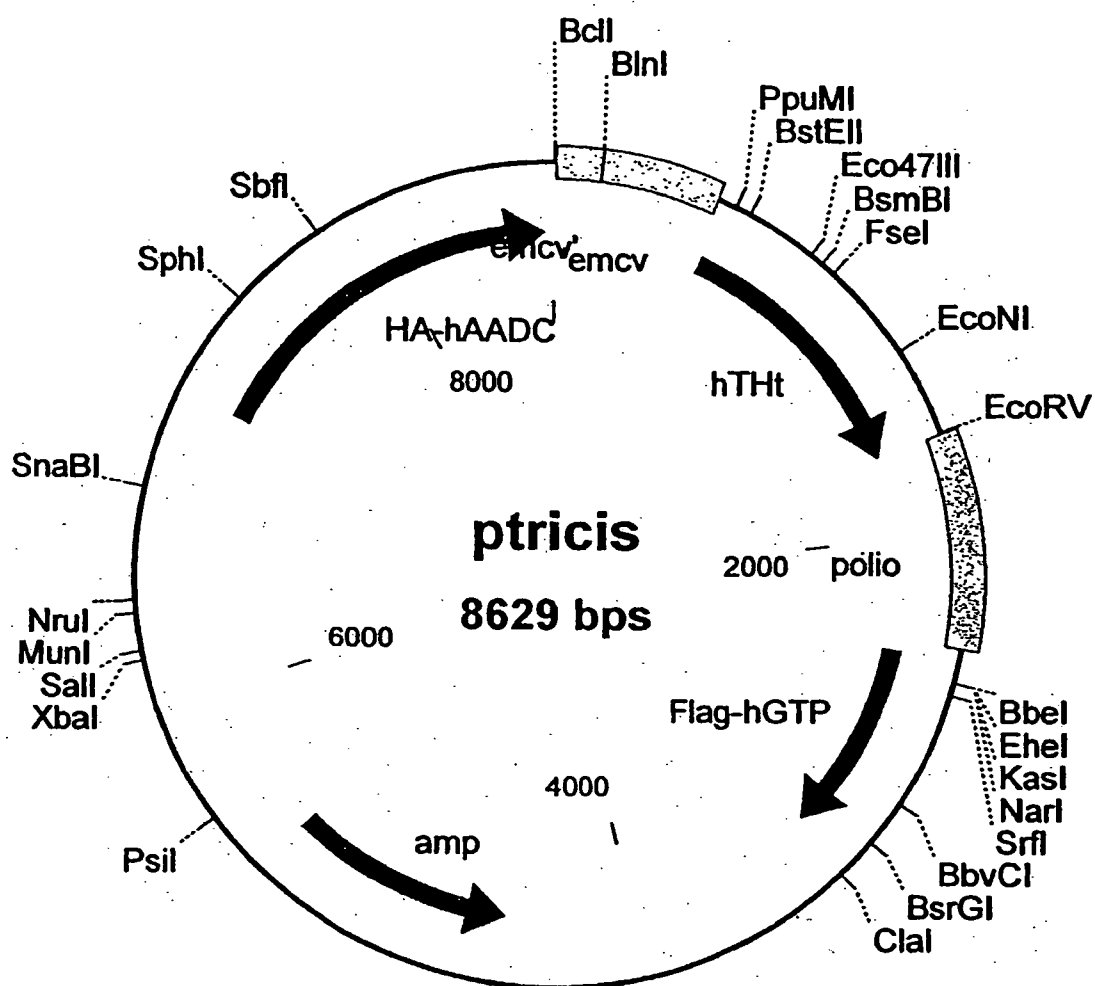 BclI
BlnI
PpuMI
BstEII
Eco47III
BsmBI
FseI
EcoNI
EcoRV
SbfI
SphI
SnaBI
NruI
MunI
SalI
XbaI
PsiI
emcv'
emcv
HA-hAADC
8000
hTHt
ptricis
8629 bps
2000
polio
6000
Flag-hGTP
4000
amp
BbeI
EheI
KasI
NarI
SrfI
BbvCI
BsrGI
ClaI